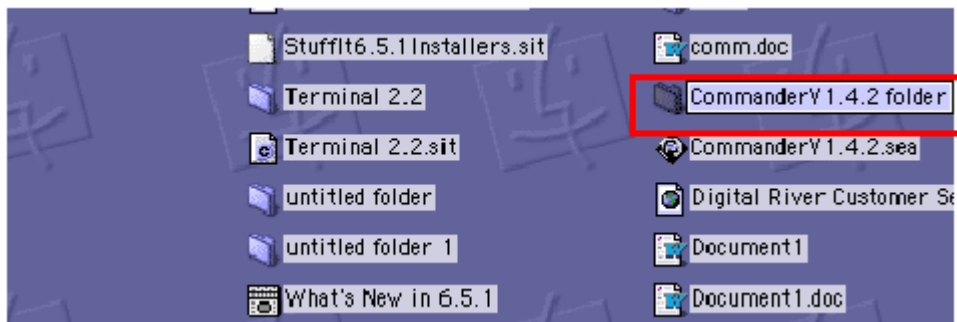 StuffIt6.5.1Installers.sit
Terminal 2.2
Terminal 2.2.sit
untitled folder
untitled folder 1
What's New in 6.5.1
comm.doc
CommanderV1.4.2 folder
CommanderV1.4.2.sea
Digital River Customer Se
Document1
Document1.doc